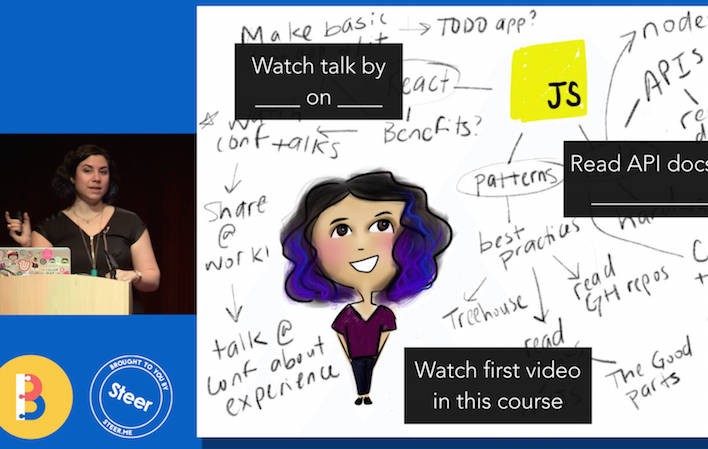 Make basic
TODO app?
node
Watch talk by
____ on ____
React
JS
APIs
re
conf talks
Benefits?
Read API docs
__________
patterns
Share
@
work!
best
practices
Treehouse
read
GH repos
talk @
conf about
experience
read
The Good
parts
Watch first video
in this course
B
BROUGHT TO YOU BY
Steer
STEER.ME